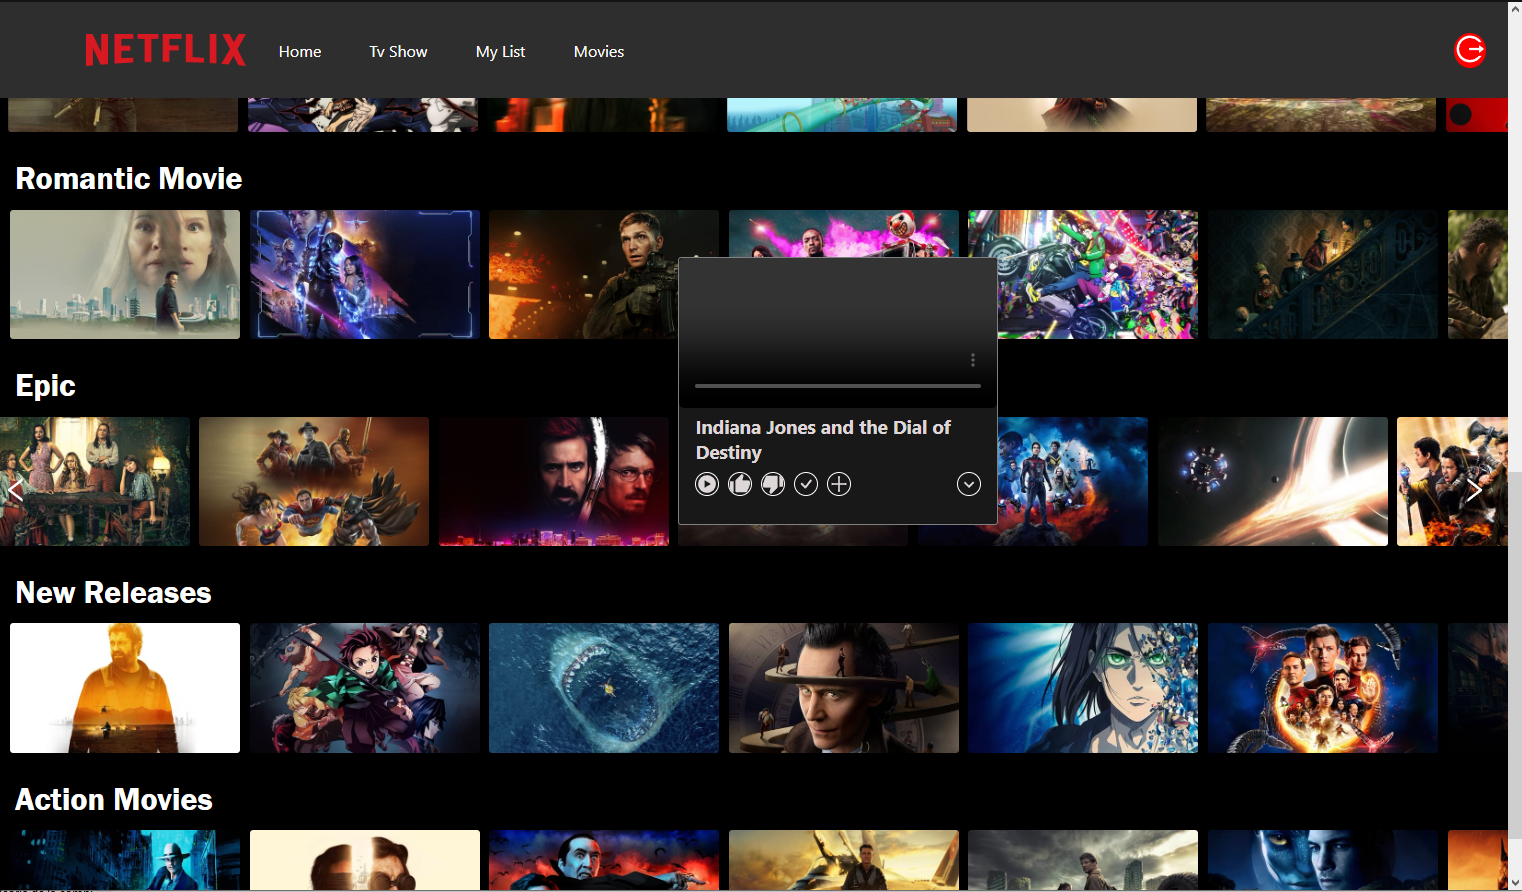 NETFLIX
Home
Tv Show
My List
Movies
Romantic Movie
Epic
Indiana Jones and the Dial of
Destiny
New Releases
Action Movies